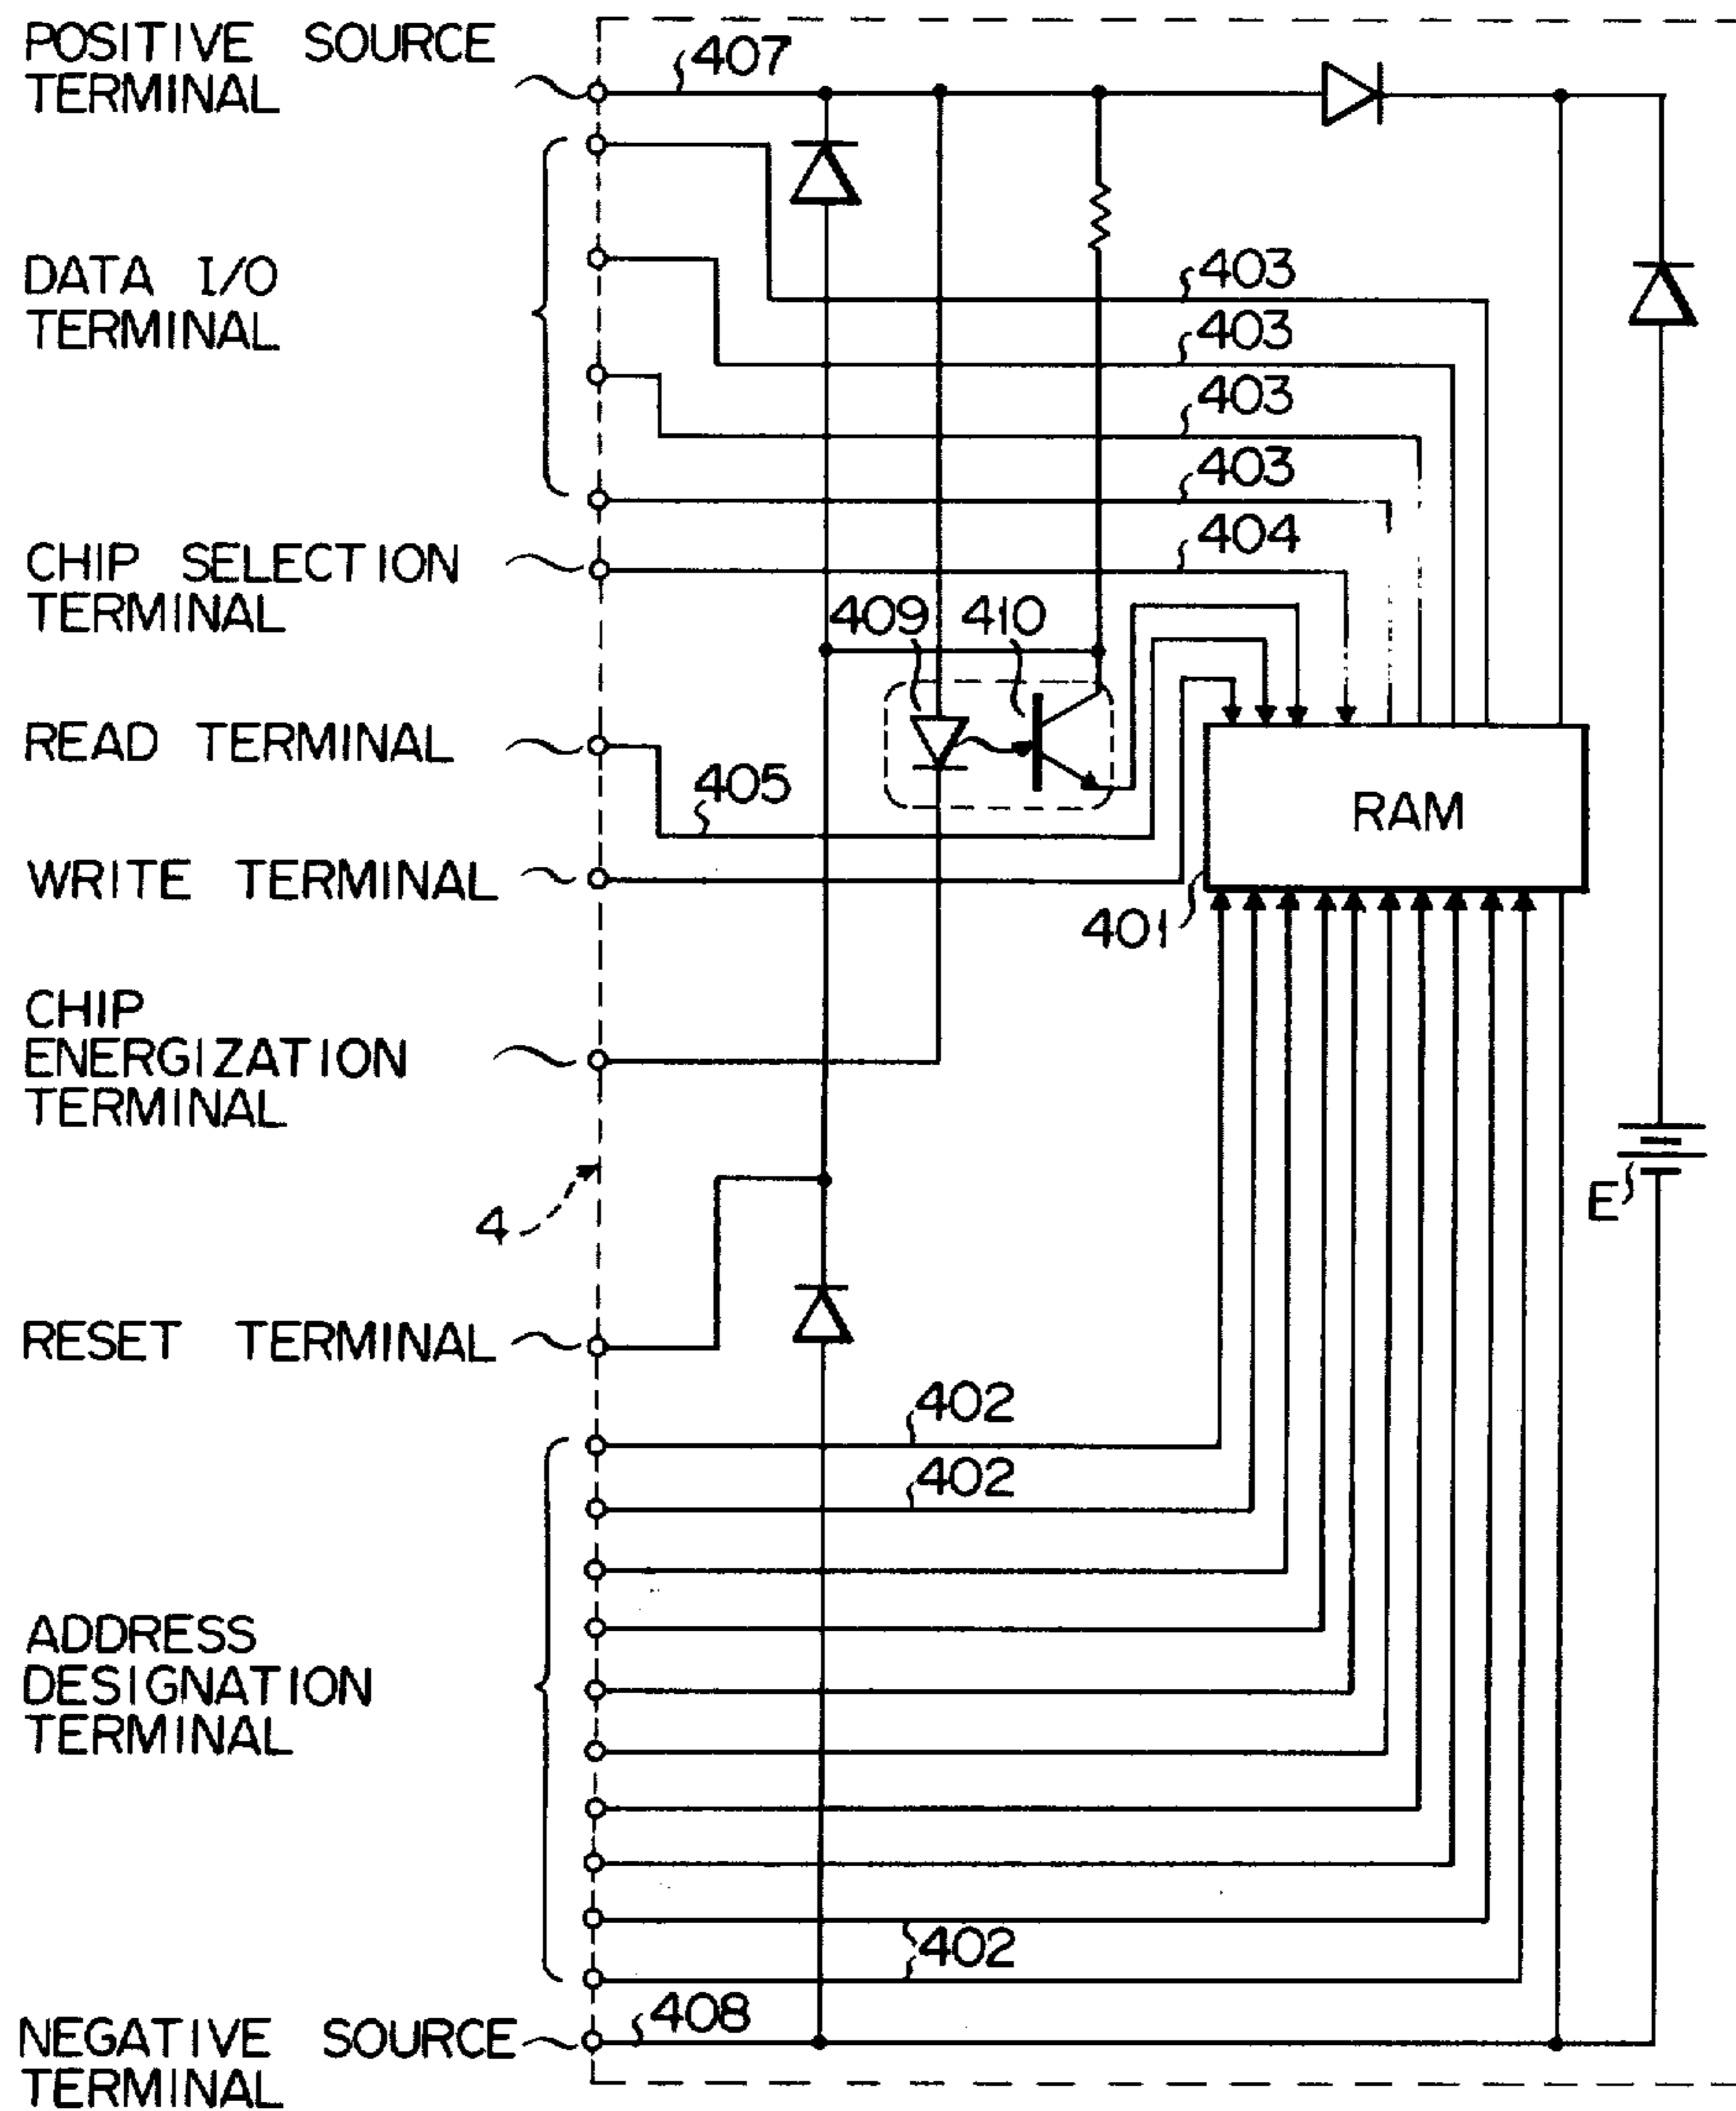 POSITIVE SOURCE
TERMINAL
407
DATA I/O
TERMINAL
403
403
403
403
CHIP SELECTION
TERMINAL
404
409
410
READ TERMINAL
405
RAM
WRITE TERMINAL
401
CHIP
ENERGIZATION
TERMINAL
4
E
RESET TERMINAL
402
402
ADDRESS
DESIGNATION
TERMINAL
402
408
NEGATIVE SOURCE
TERMINAL